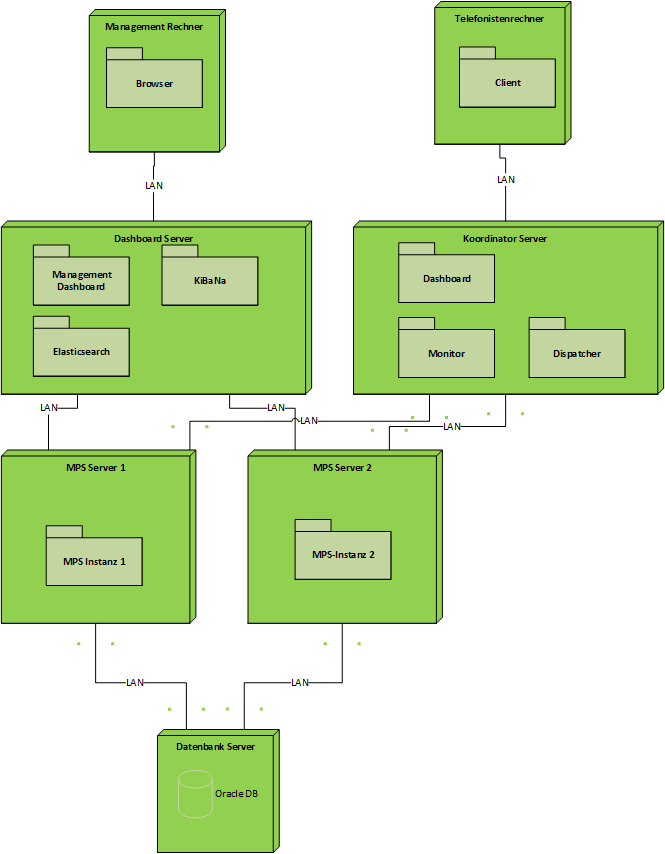 Management Rechner
Browser
Telefonistenrechner
Client
LAN
LAN
Dashboard Server
Management
Dashboard
KiBaNa
Elasticsearch
Koordinator Server
Dashboard
Monitor
Dispatcher
LAN
LAN
LAN
LAN
MPS Server 1
MPS Instanz 1
MPS Server 2
MPS-Instanz 2
LAN
LAN
Datenbank Server
Oracle DB